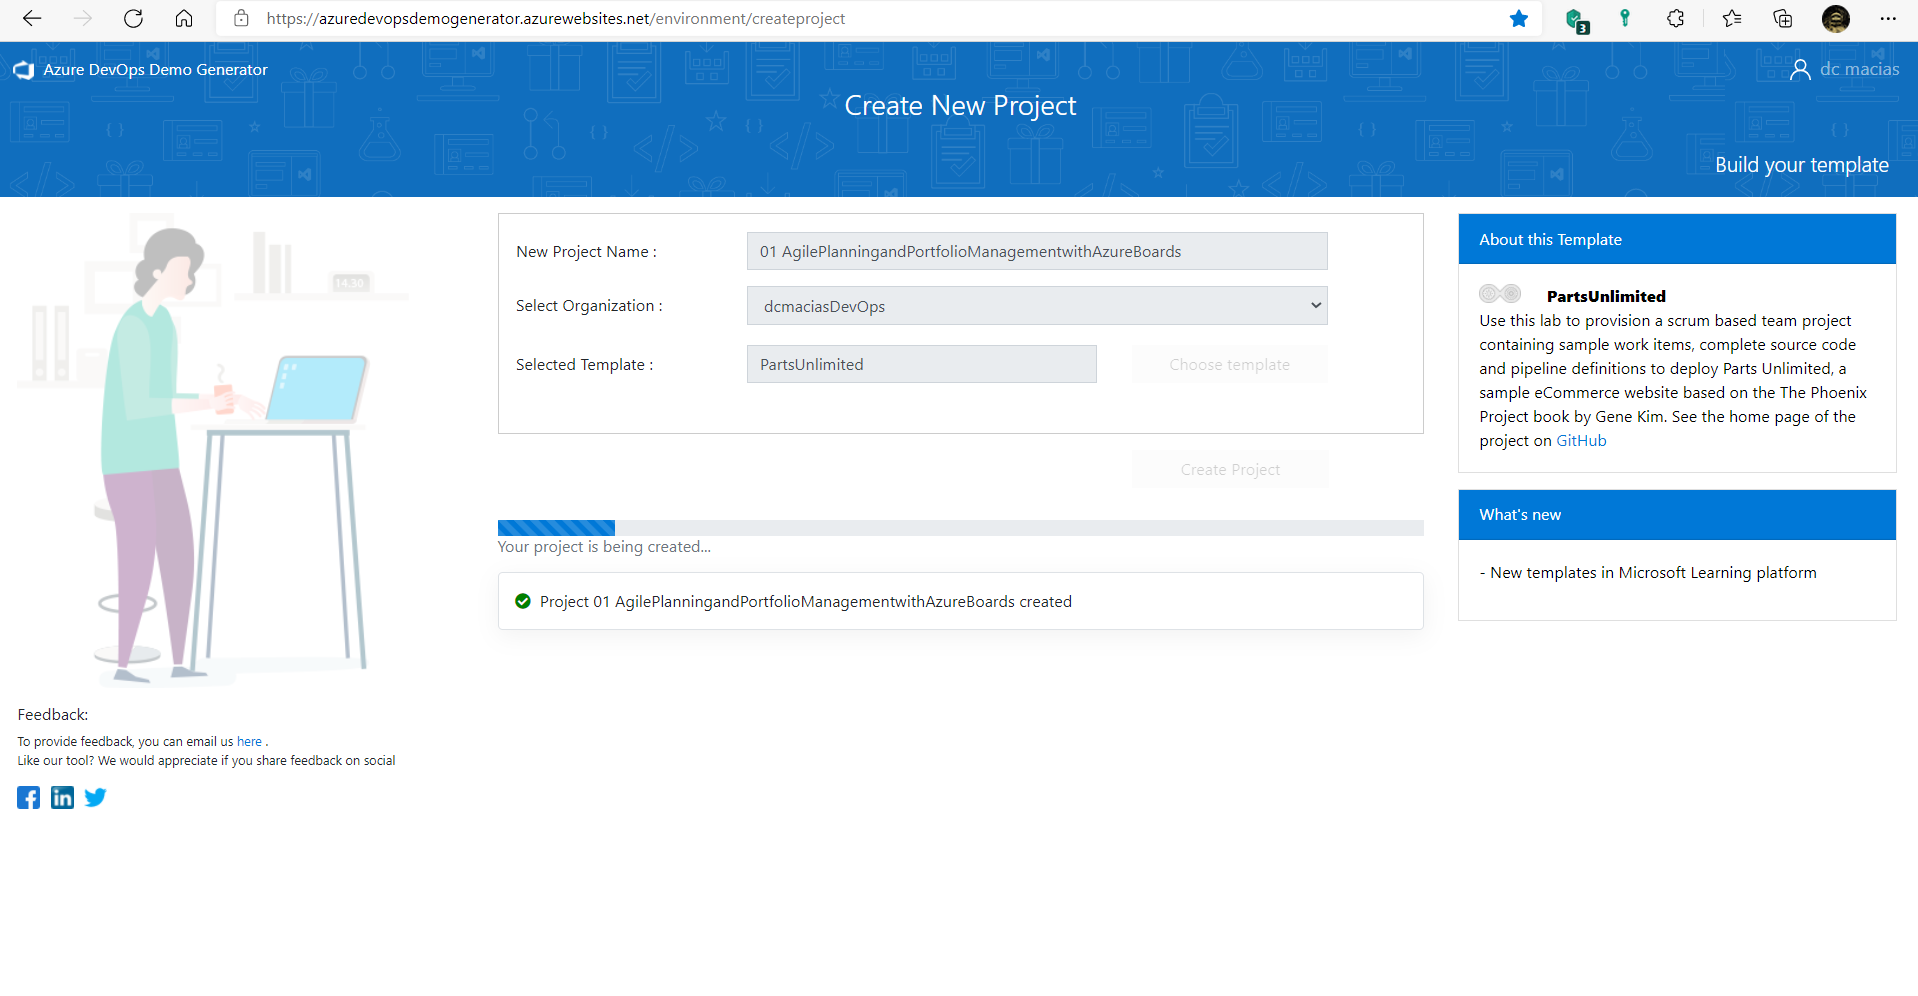 https://azuredevopsdemogenerator.azurewebsites.net/environment/createproject
3
Azure DevOps Demo Generator
dc macias
Create New Project
Build your template
14.30
New Project Name :
01 AgilePlanningandPortfolioManagementwithAzureBoards
Select Organization :
dcmaciasDevOps
Selected Template :
PartsUnlimited
Choose template
Create Project
Your project is being created...
Project 01 AgilePlanningandPortfolioManagementwithAzureBoards created
About this Template
PartsUnlimited
Use this lab to provision a scrum based team project
containing sample work items, complete source code
and pipeline definitions to deploy Parts Unlimited, a
sample eCommerce website based on the The Phoenix
Project book by Gene Kim. See the home page of the
project on GitHub
What's new
- New templates in Microsoft Learning platform
Feedback:
To provide feedback, you can email us here .
Like our tool? We would appreciate if you share feedback on social